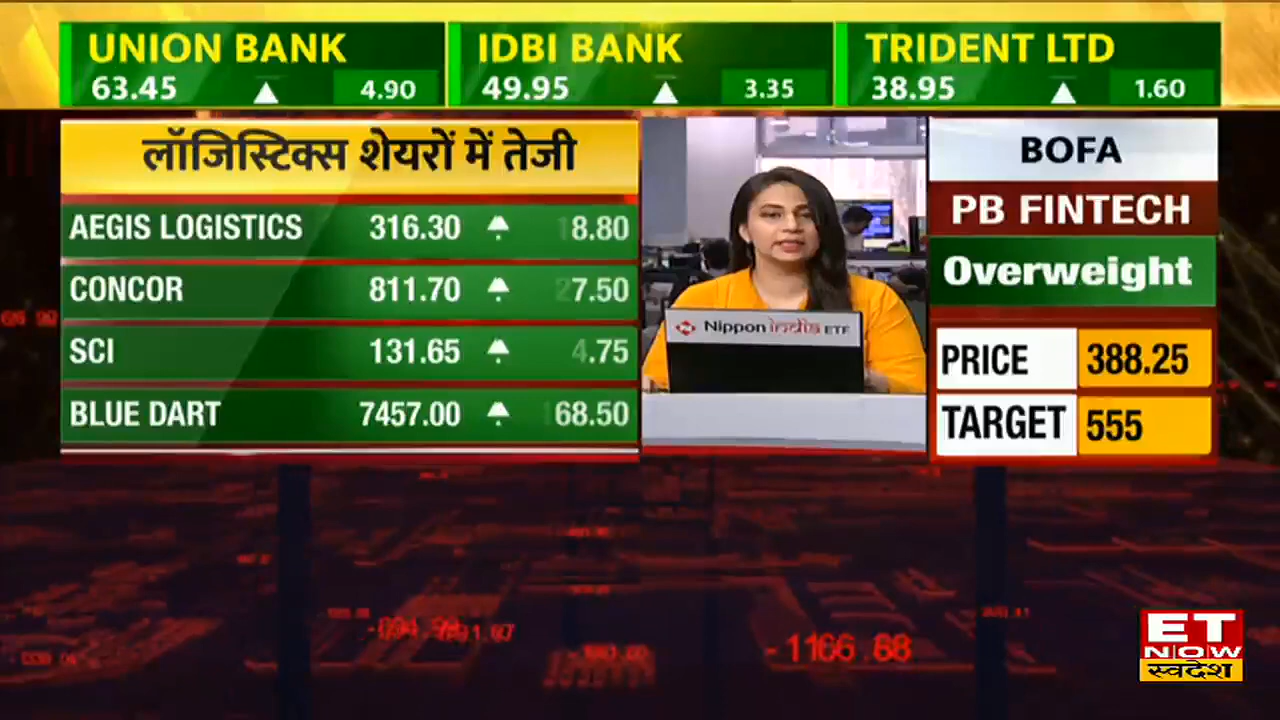 UNION BANK
63.45 ▲ 4.90
IDBI BANK
49.95 ▲ 3.35
TRIDENT LTD
38.95 ▲ 1.60
लॉजिस्टिक्स शेयरों में तेजी
AEGIS LOGISTICS 316.30 8.80
CONCOR 811.70 27.50
SCI 131.65 4.75
BLUE DART 7457.00 168.50
Nippon india ETF
BOFA
PB FINTECH
Overweight
PRICE 388.25
TARGET 555
-1166.68
ET
NOW
स्वदेश